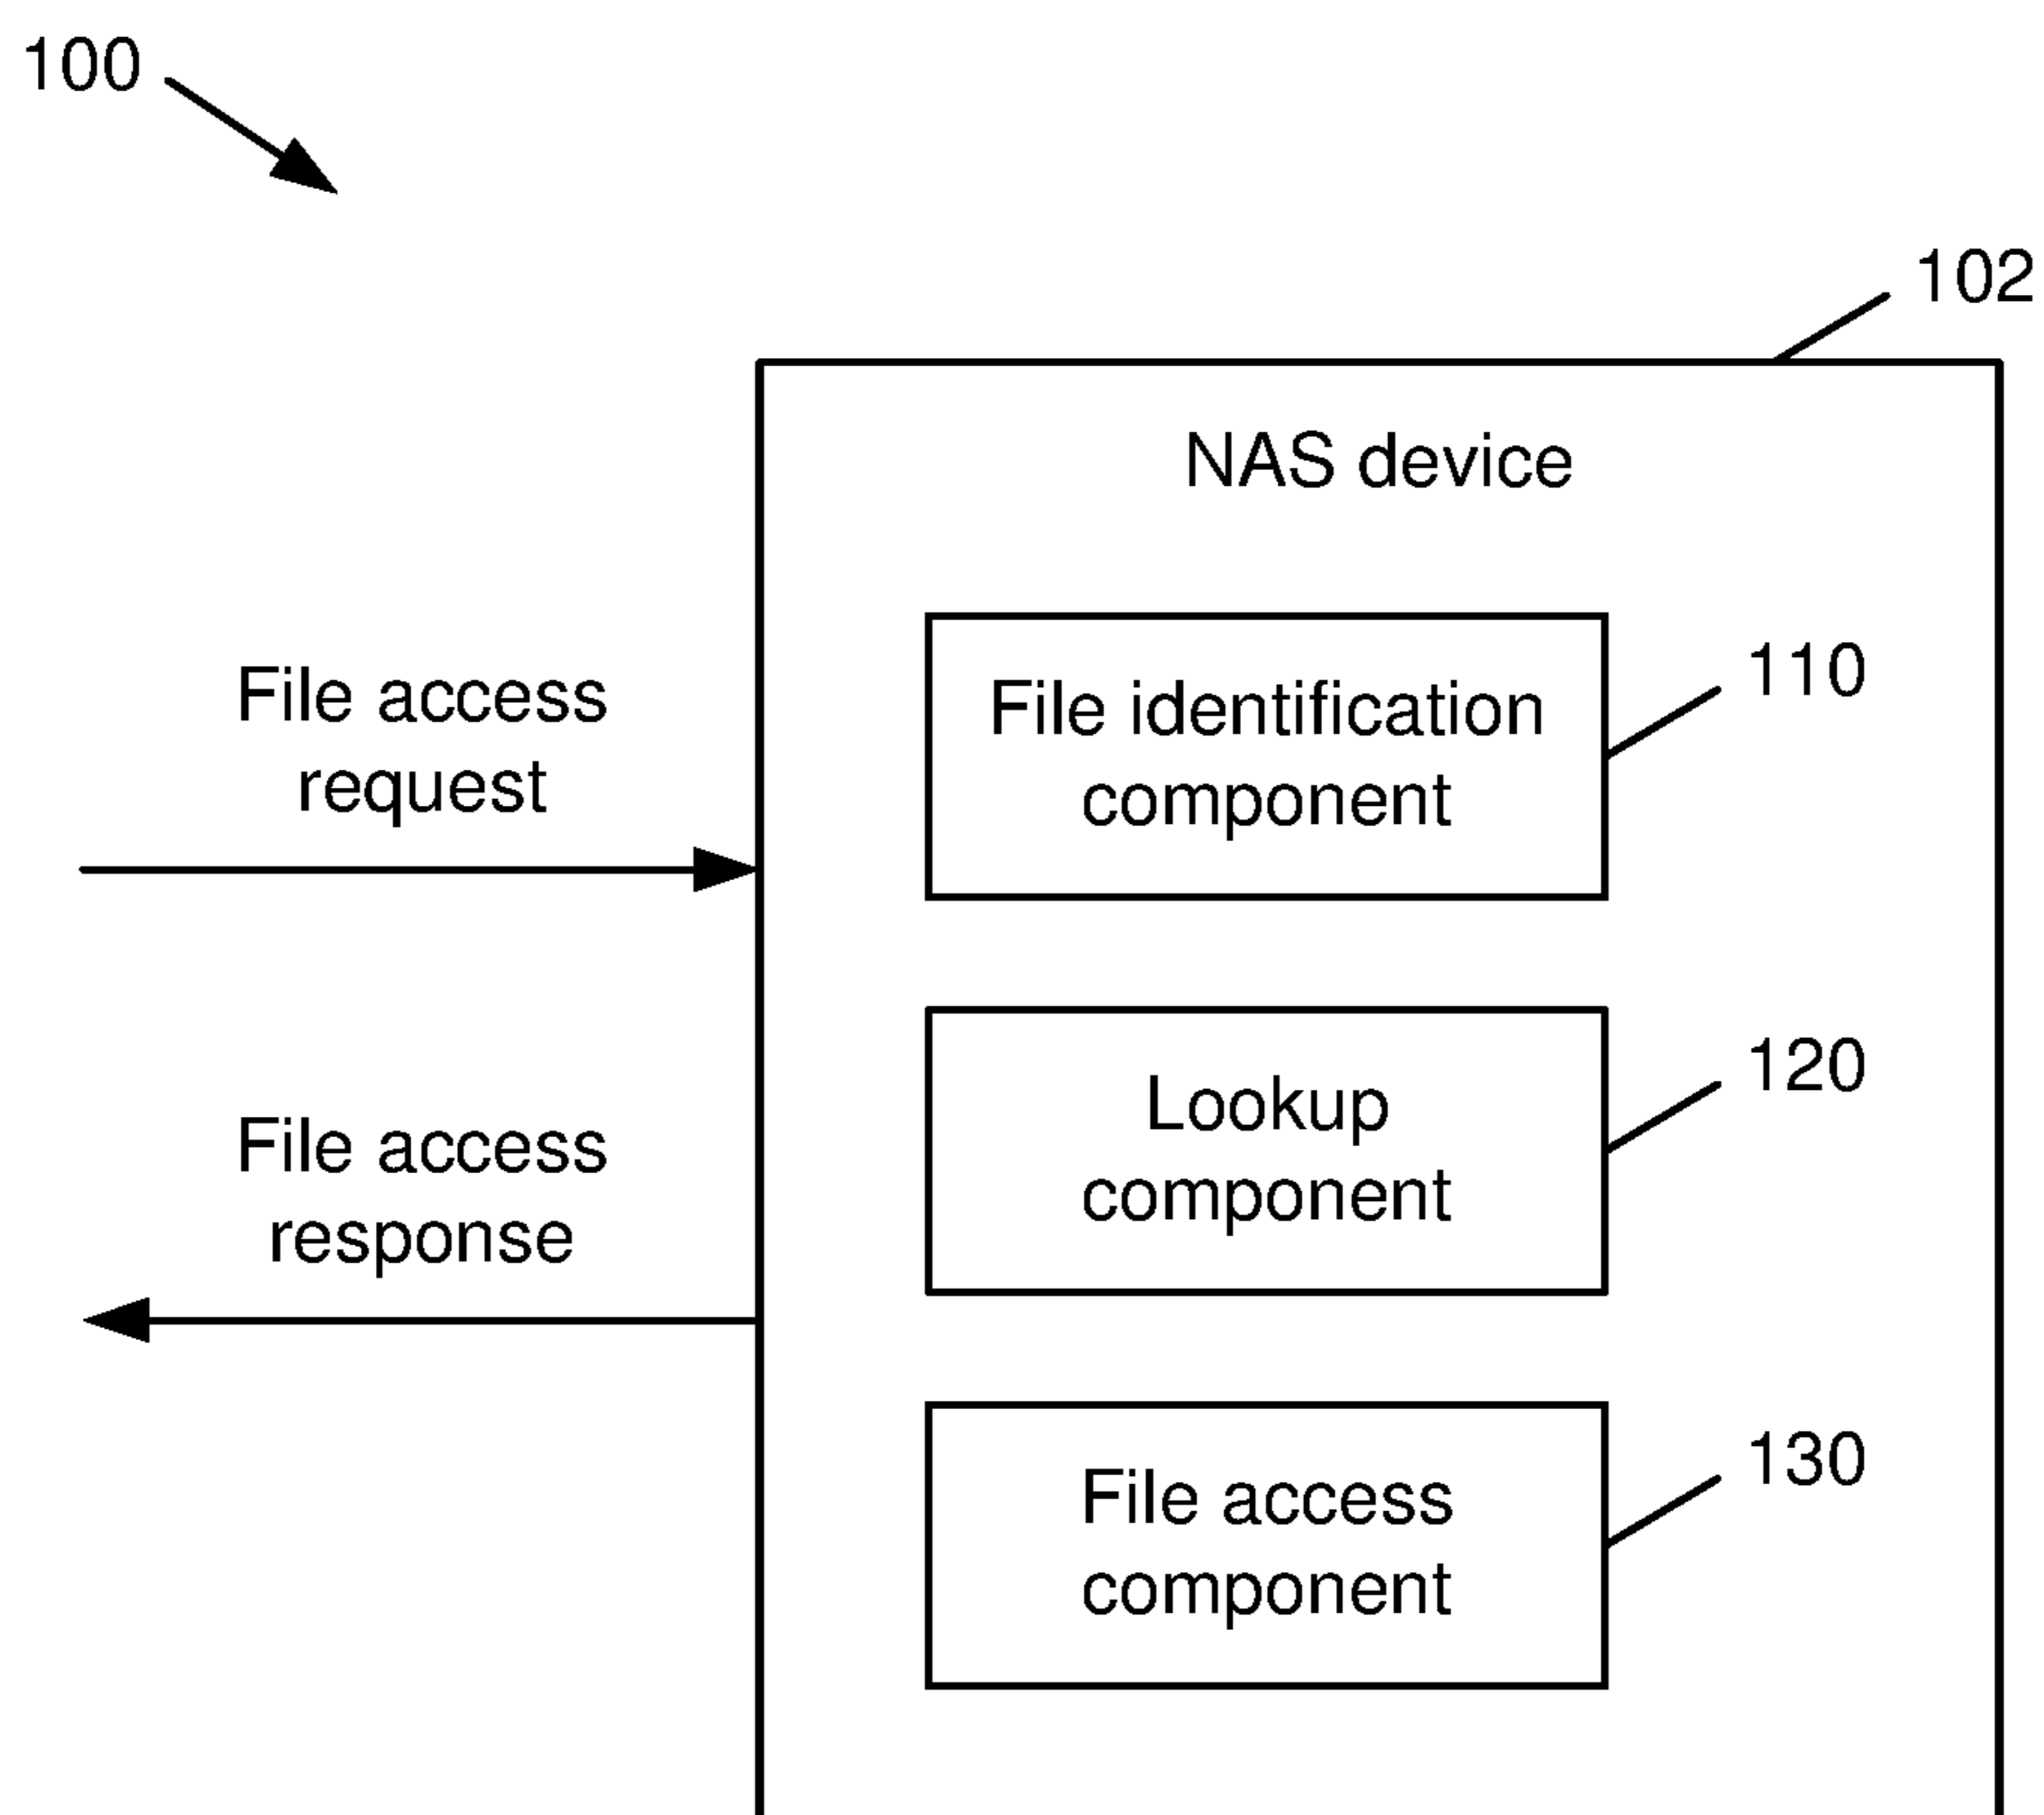 100
102
NAS device
File access
request
File identification
component
110
Lookup
component
120
File access
response
File access
component
130